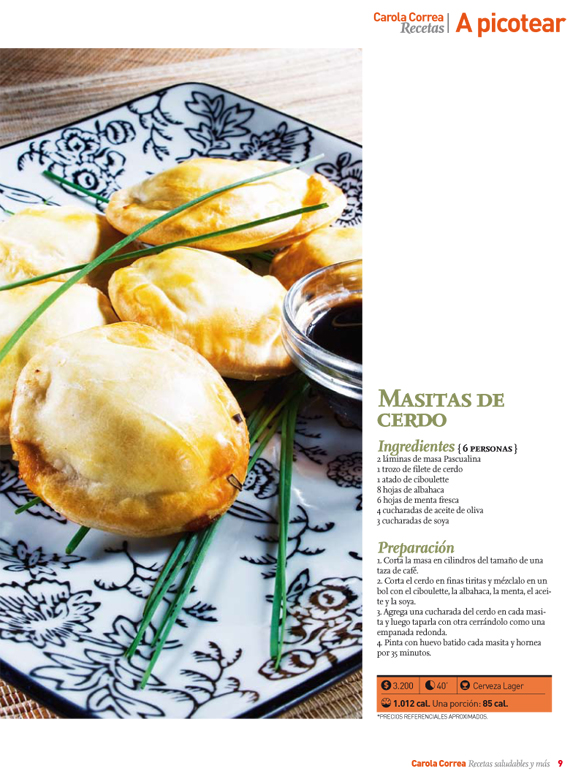 Carola Correa
Recetas
A picotear
MASITAS DE
CERDO
Ingredientes { 6 PERSONAS }
2 láminas de masa Pascualina
1 trozo de filete de cerdo
1 atado de ciboulette
8 hojas de albahaca
6 hojas de menta fresca
4 cucharadas de aceite de oliva
3 cucharadas de soya
Preparación
1. Corta la masa en cilindros del tamaño de una
taza de café.
2. Corta el cerdo en finas tiritas y mézclalo en un
bol con el ciboulette, la albahaca, la menta, el acei-
te y la soya.
3. Agrega una cucharada del cerdo en cada masi-
ta y luego taparla con otra cerrándolo como una
empanada redonda.
4. Pinta con huevo batido cada masita y hornea
por 35 minutos.
$ 3.200 40' Cerveza Lager
1.012 cal. Una porción: 85 cal.
*PRECIOS REFERENCIALES APROXIMADOS.
Carola Correa Recetas saludables y más 9